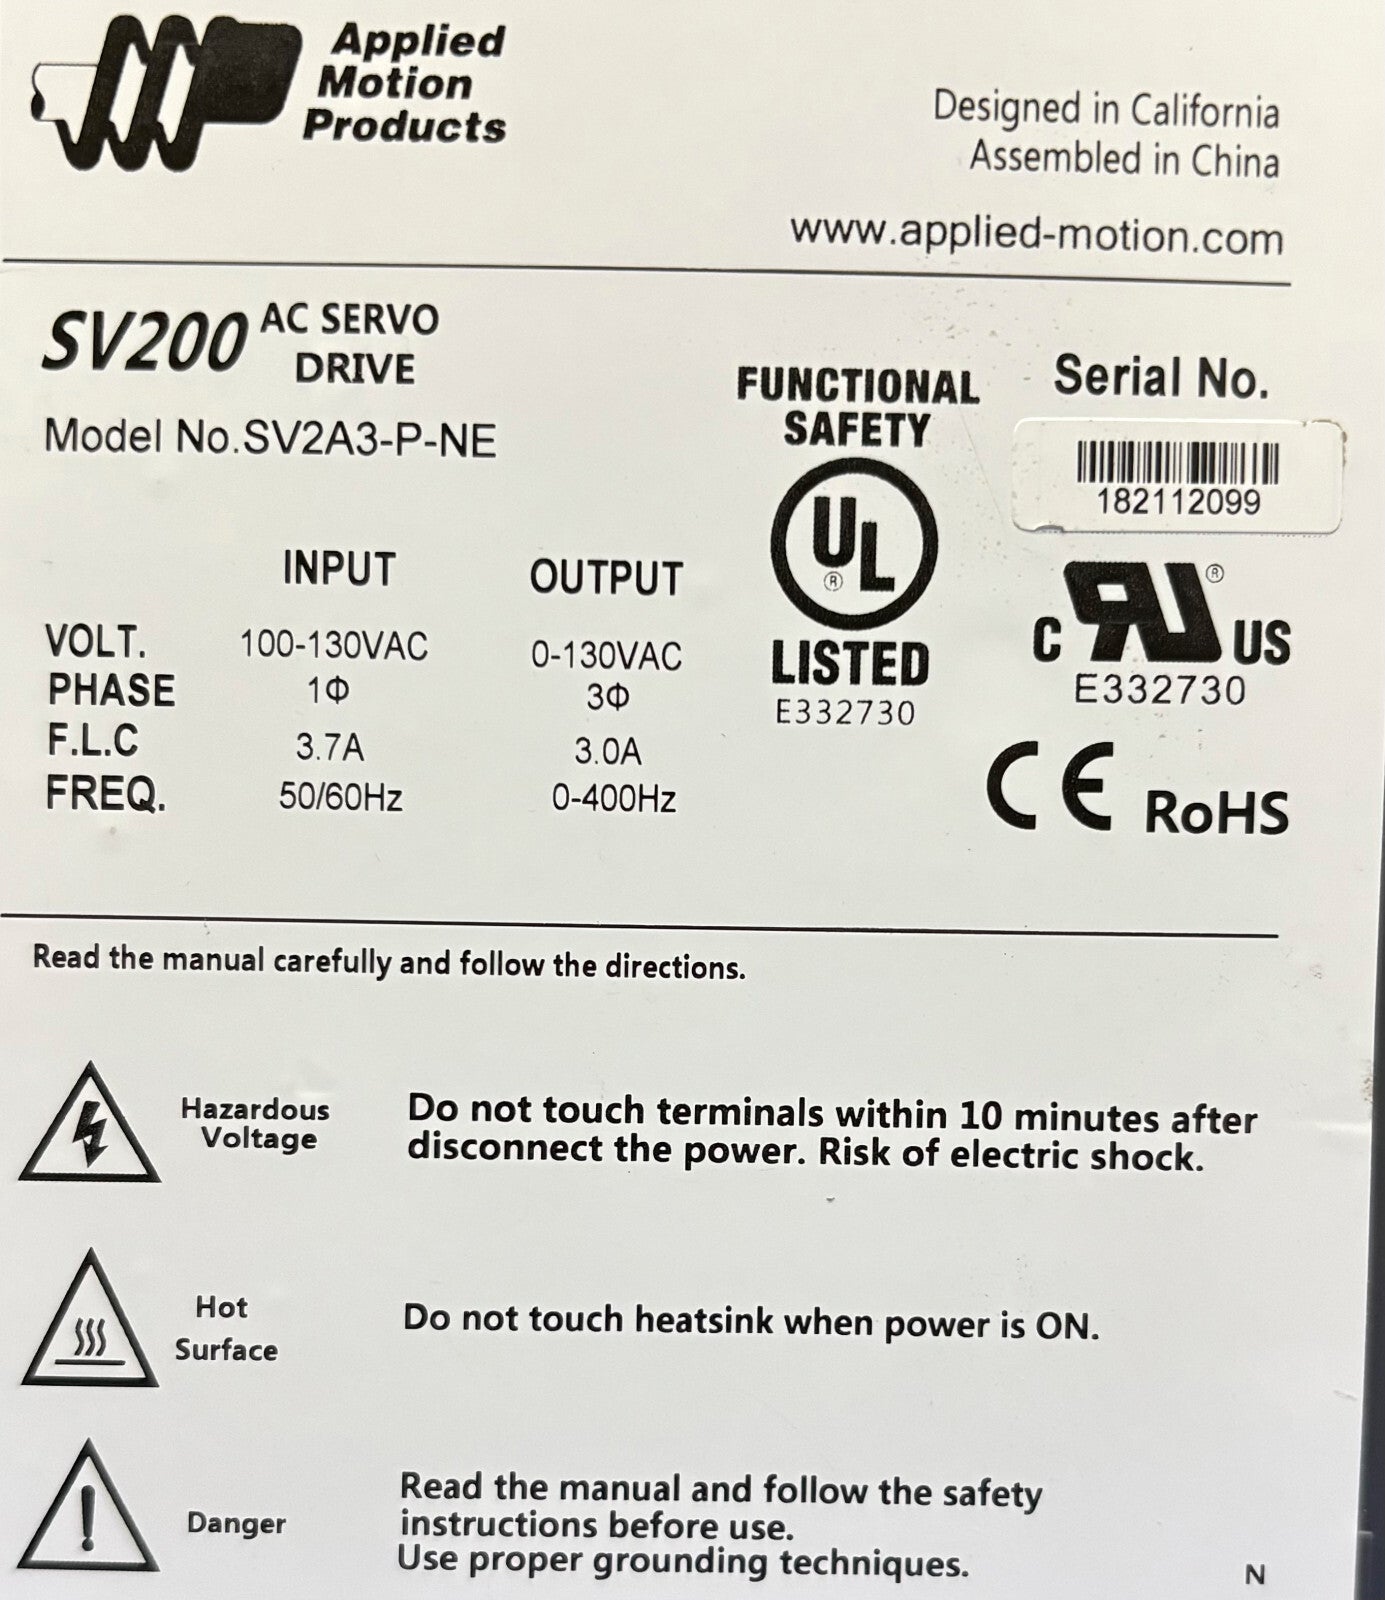 Applied
Motion
Products
Designed in California
Assembled in China
www.applied-motion.com
SV200 AC SERVO
DRIVE
Model No.SV2A3-P-NE
FUNCTIONAL
SAFETY
UL
®
LISTED
E332730
Serial No.
182112099
C RU ® US
E332730
CE RoHS
INPUT OUTPUT
VOLT. 100-130VAC 0-130VAC
PHASE 1Φ 3Φ
F.L.C 3.7A 3.0A
FREQ. 50/60Hz 0-400Hz
Read the manual carefully and follow the directions.
Hazardous
Voltage
Do not touch terminals within 10 minutes after
disconnect the power. Risk of electric shock.
Hot
Surface
Do not touch heatsink when power is ON.
Danger
Read the manual and follow the safety
instructions before use.
Use proper grounding techniques.
N